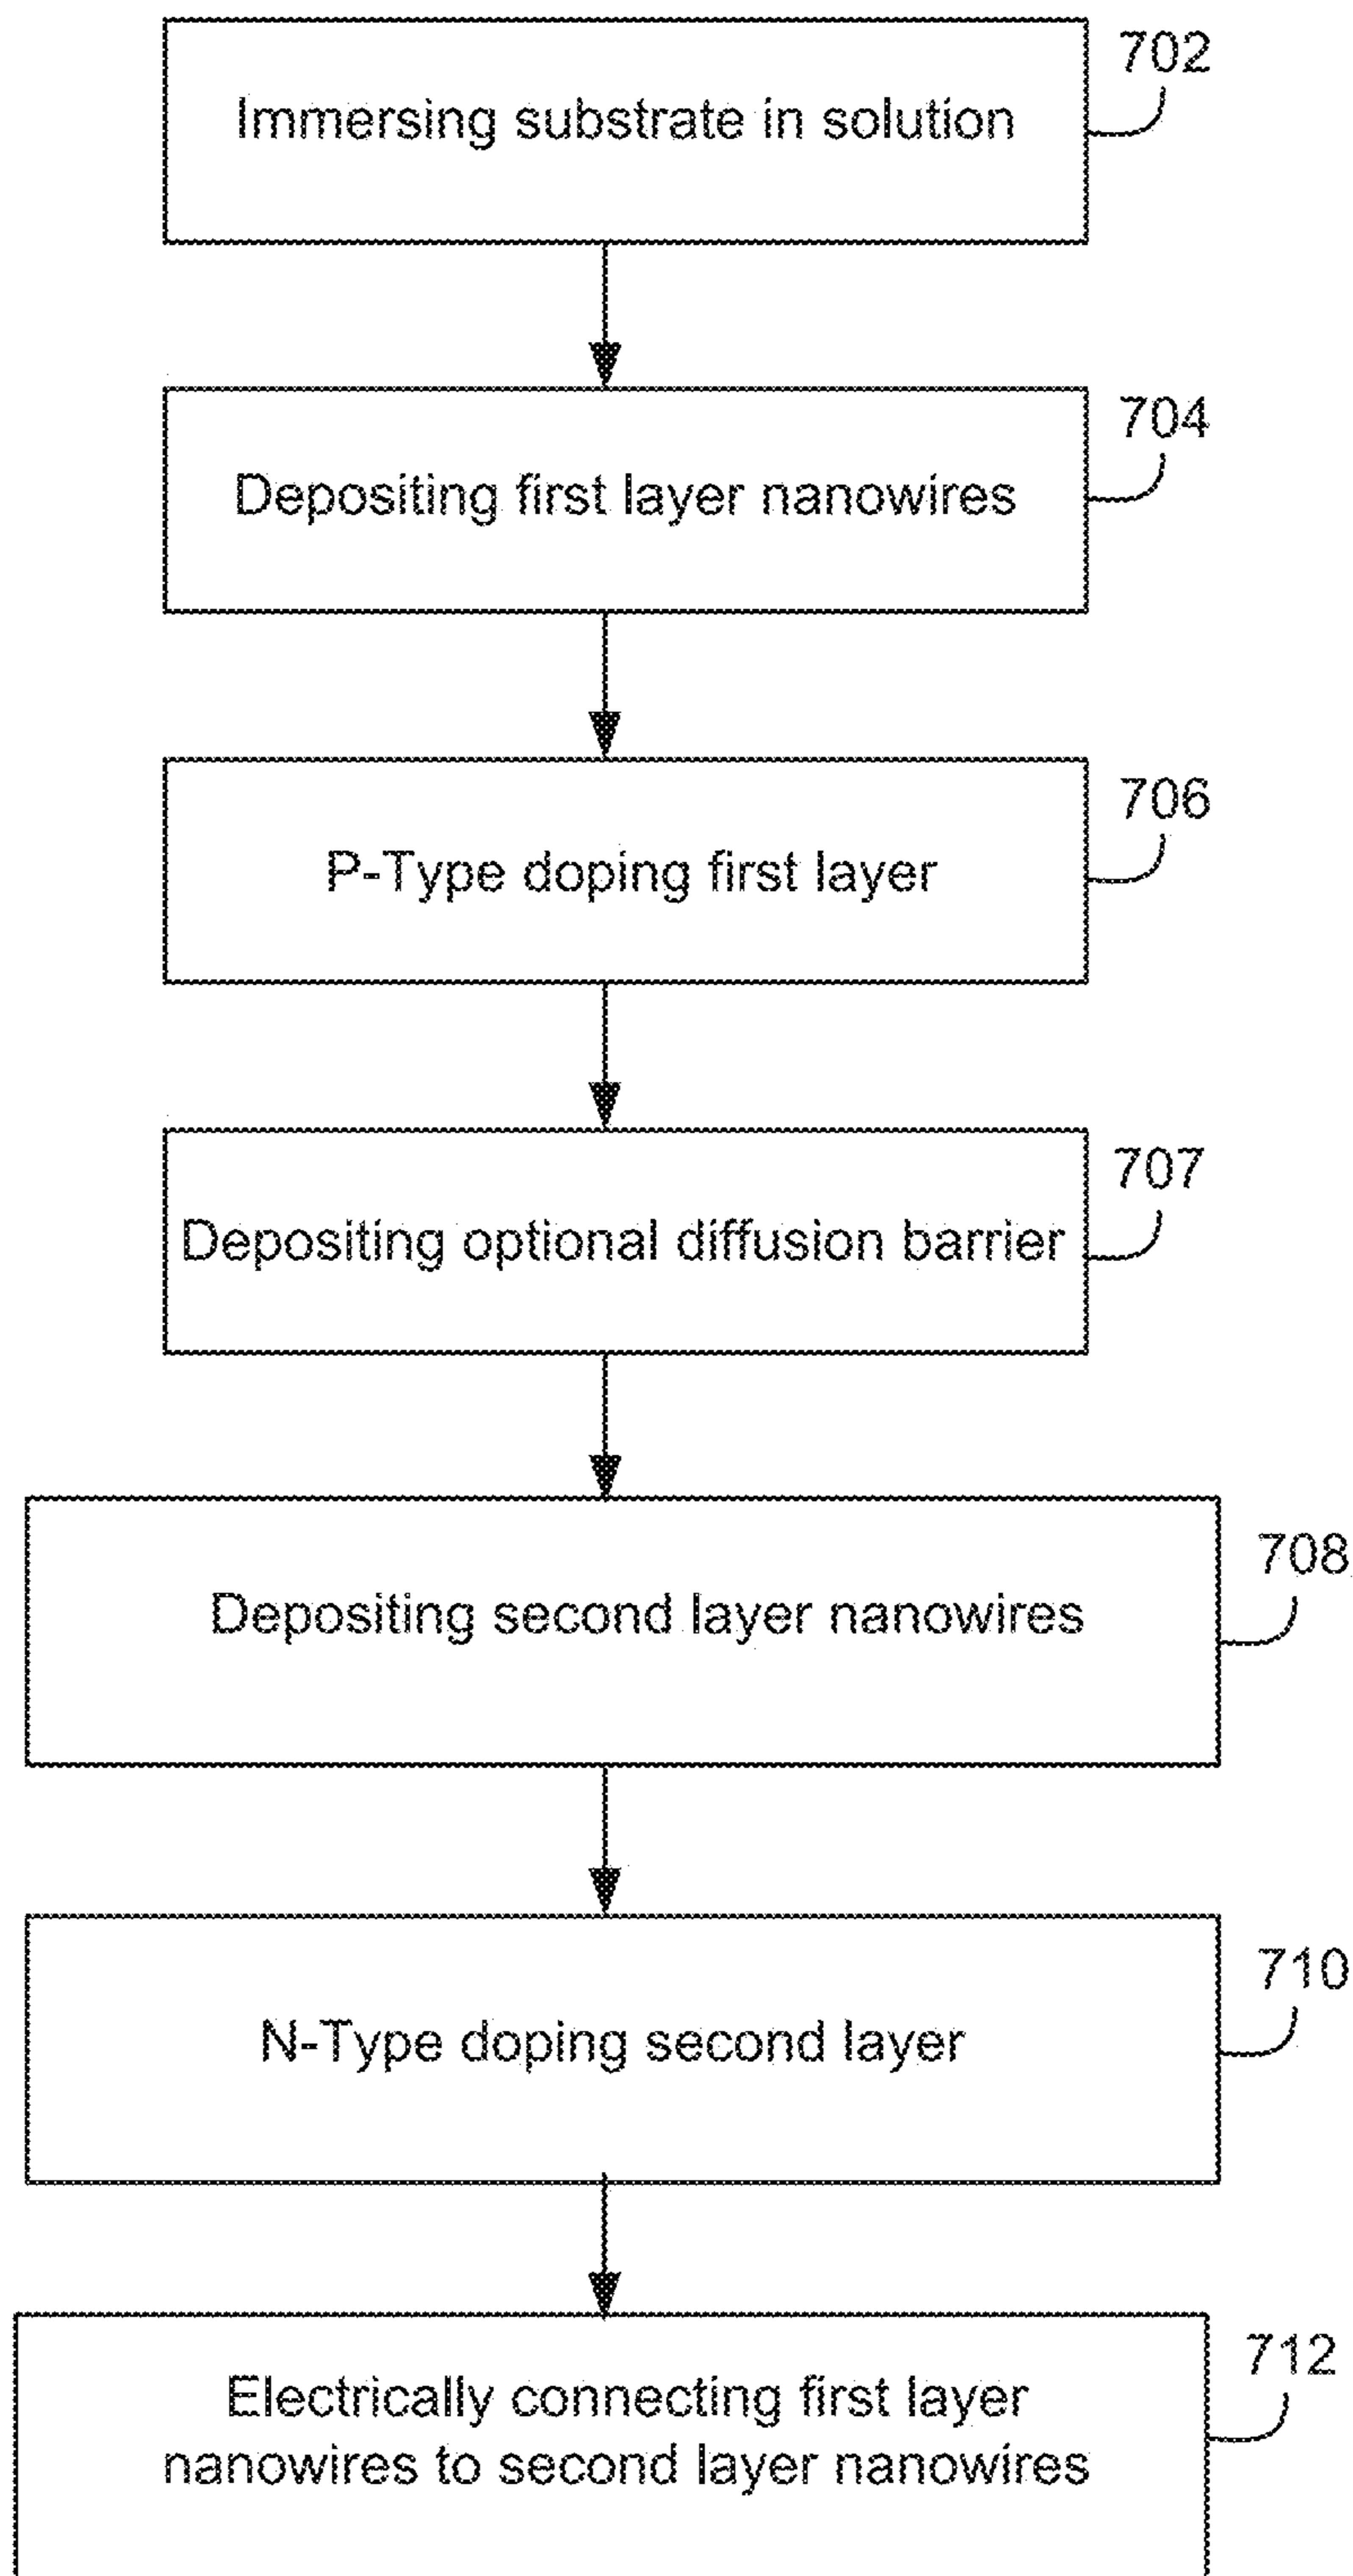 702
Immersing substrate in solution
704
Depositing first layer nanowires
706
P-Type doping first layer
707
Depositing optional diffusion barrier
708
Depositing second layer nanowires
710
N-Type doping second layer
712
Electrically connecting first layer
nanowires to second layer nanowires